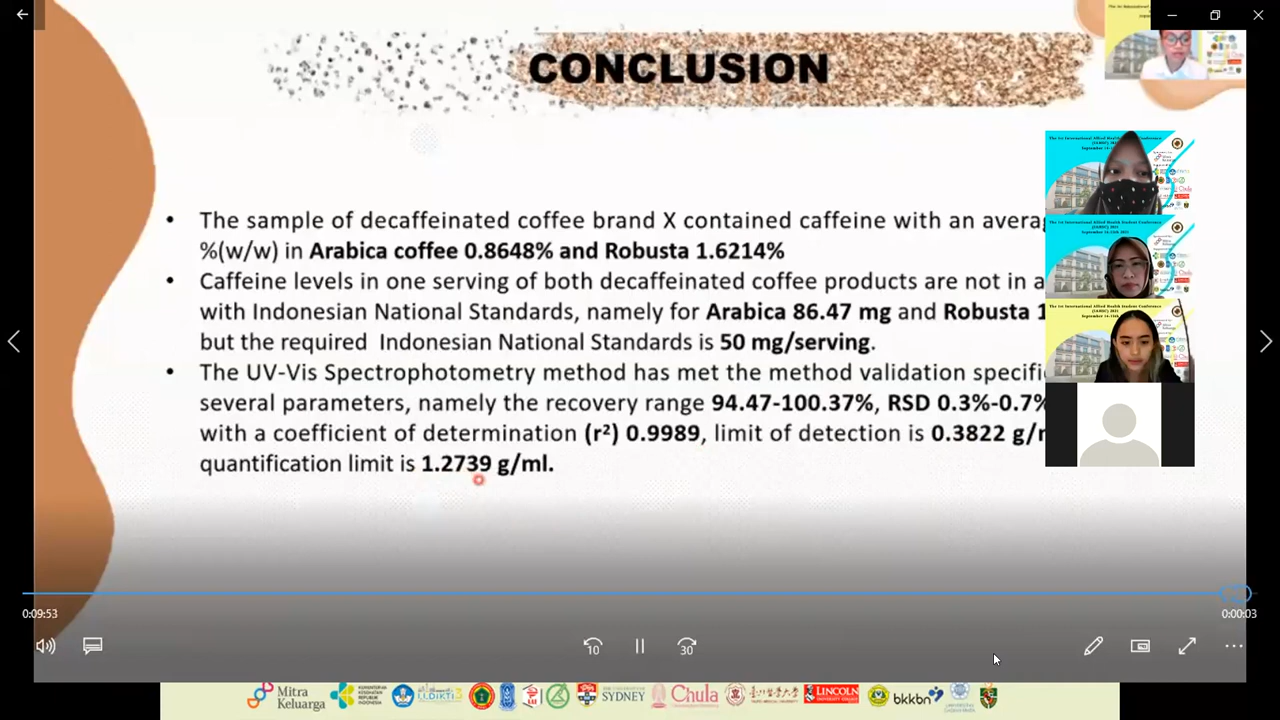 CONCLUSION
• The sample of decaffeinated coffee brand X contained caffeine with an averag
%(w/w) in Arabica coffee 0.8648% and Robusta 1.6214%
• Caffeine levels in one serving of both decaffeinated coffee products are not in a
with Indonesian National Standards, namely for Arabica 86.47 mg and Robusta 1
but the required Indonesian National Standards is 50 mg/serving.
• The UV-Vis Spectrophotometry method has met the method validation specifi
several parameters, namely the recovery range 94.47-100.37%, RSD 0.3%-0.7%
with a coefficient of determination (r²) 0.9989, limit of detection is 0.3822 g/
quantification limit is 1.2739 g/ml.
0:09:53
0:00:03
10
30
Mitra
Keluarga
LLDIKTI
SYDNEY
Chula
LINCOLN
bkkbn